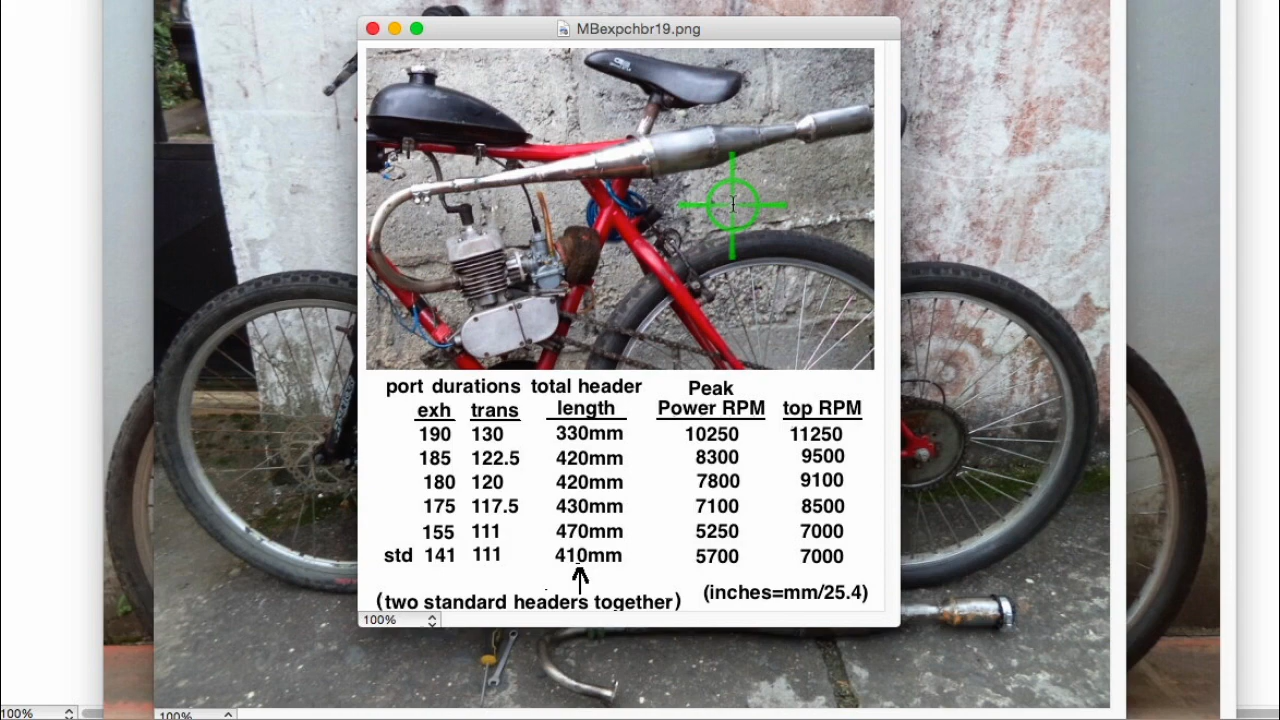 MBexpchbr19.png
port durations total header Peak
exh trans length Power RPM top RPM
190 130 330mm 10250 11250
185 122.5 420mm 8300 9500
180 120 420mm 7800 9100
175 117.5 430mm 7100 8500
155 111 470mm 5250 7000
std 141 111 410mm 5700 7000
(two standard headers together) (inches=mm/25.4)
100%
100%
100%